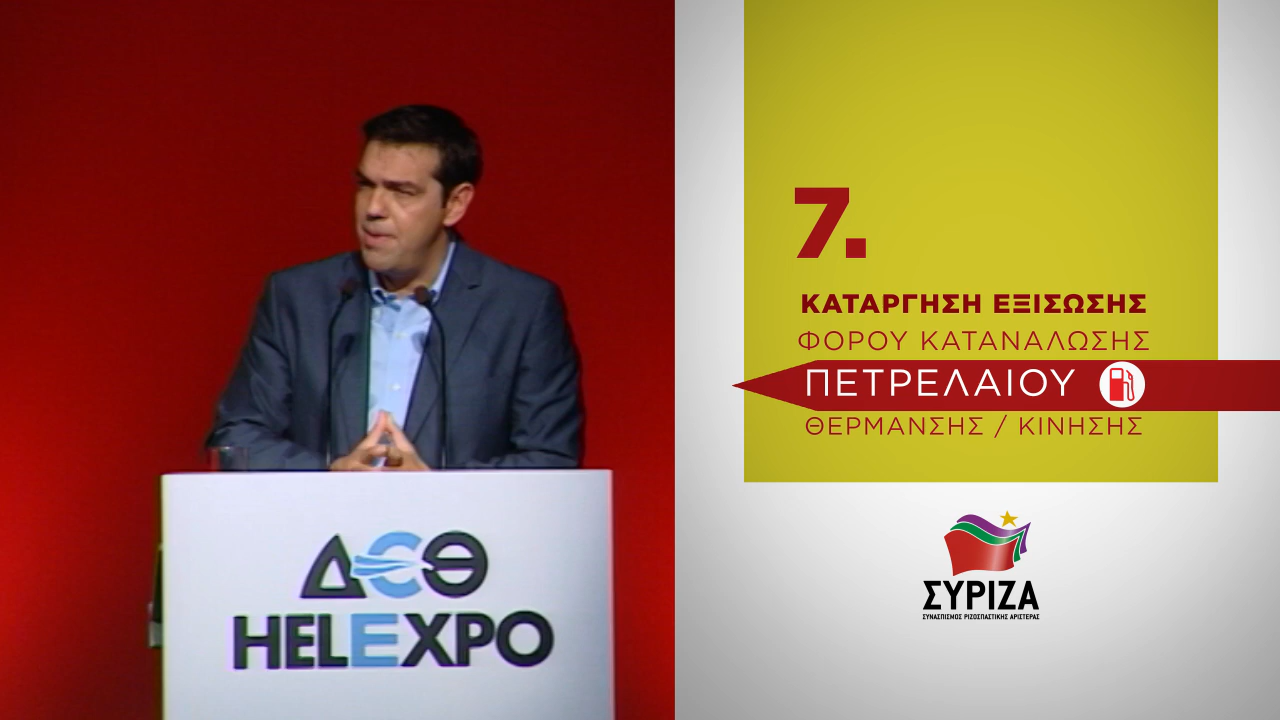 ΔΕΘ
HELEXPO
7.
ΚΑΤΑΡΓΗΣΗ ΕΞΙΣΩΣΗΣ
ΦΟΡΟΥ ΚΑΤΑΝΑΛΩΣΗΣ
ΠΕΤΡΕΛΑΙΟΥ
ΘΕΡΜΑΝΣΗΣ / ΚΙΝΗΣΗΣ
ΣΥΡΙΖΑ
ΣΥΝΑΣΠΙΣΜΟΣ ΡΙΖΟΣΠΑΣΤΙΚΗΣ ΑΡΙΣΤΕΡΑΣ